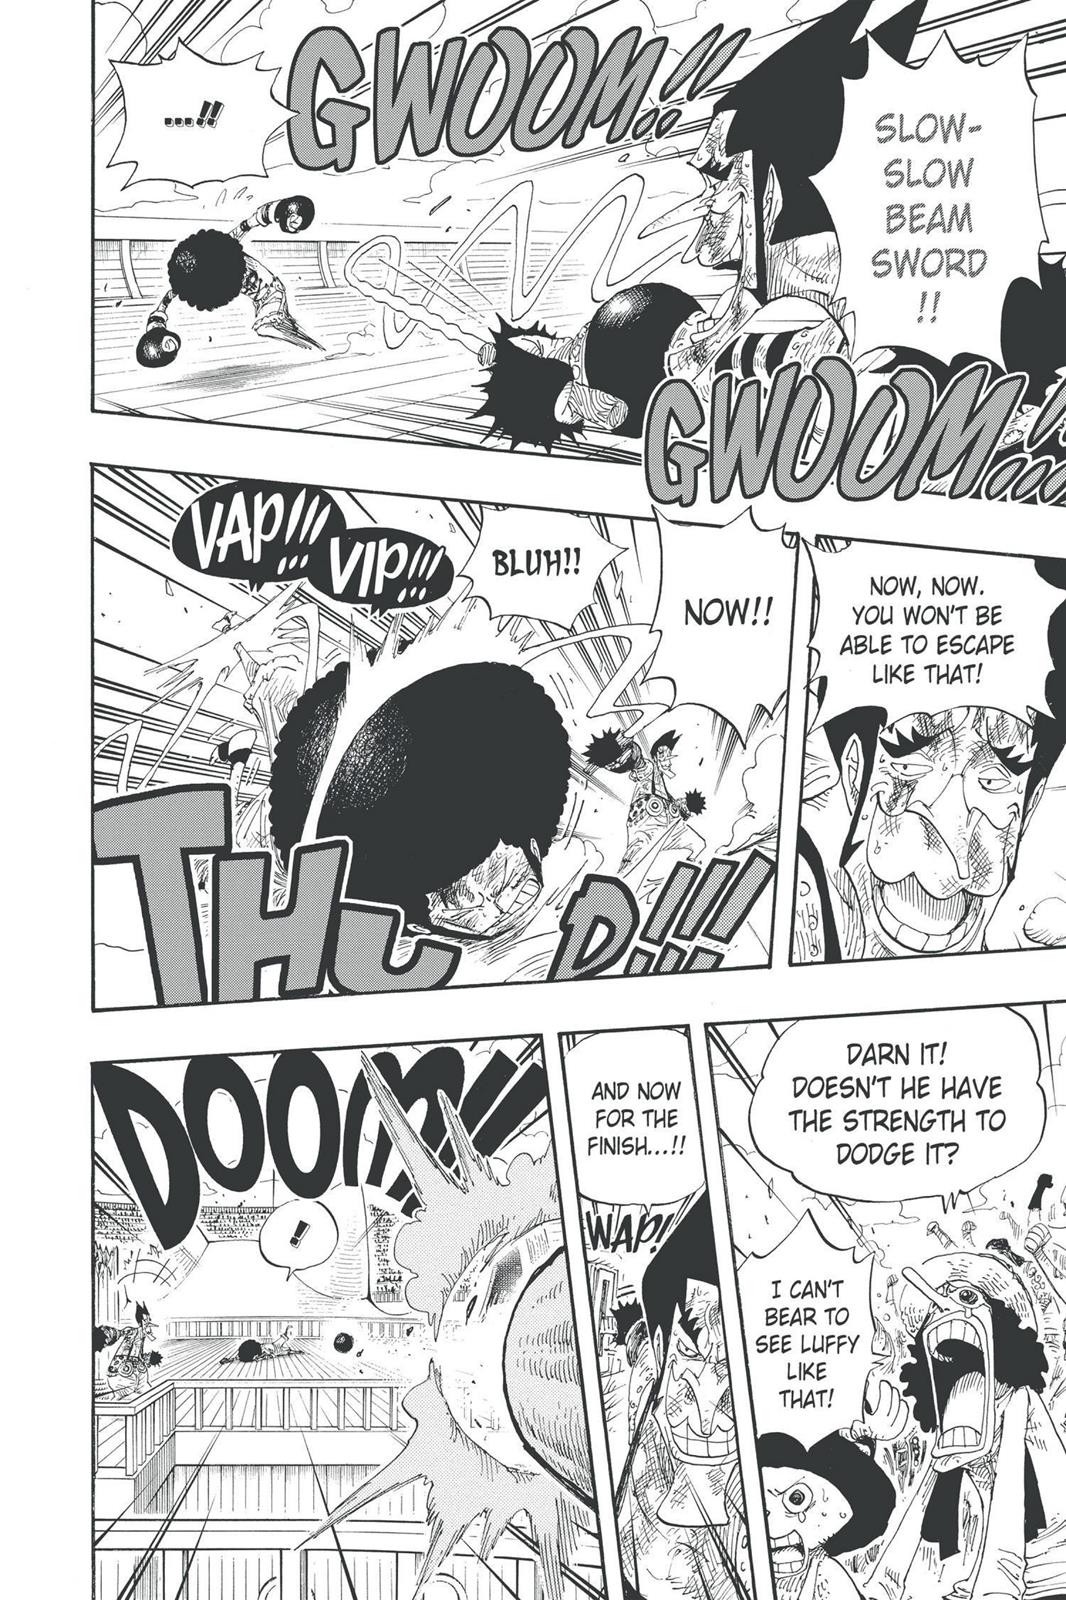 SLOW-
SLOW
BEAM
SWORD
!!
GWOOM!!
...!!
GWOOM!!
NOW, NOW.
YOU WON'T BE
ABLE TO ESCAPE
LIKE THAT!
NOW!!
BLUH!!
VIP!!!
VAP!!!
THUD!!!
DARN IT!
DOESN'T HE HAVE
THE STRENGTH TO
DODGE IT?
I CAN'T
BEAR TO
SEE LUFFY
LIKE
THAT!
AND NOW
FOR THE
FINISH...!!
WAP!
DOOM!!
!